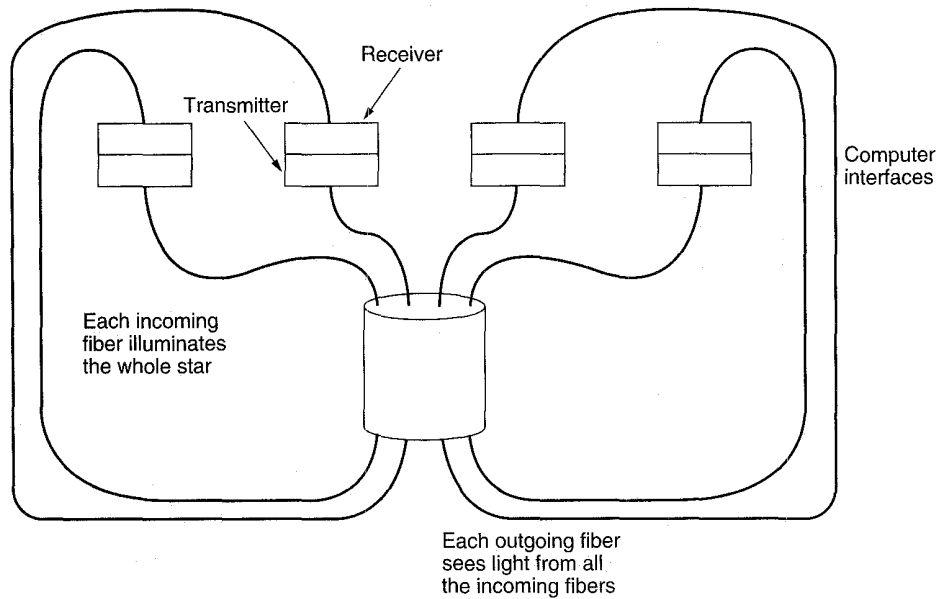 Receiver
Transmitter
Computer
interfaces
Each incoming
fiber illuminates
the whole star
Each outgoing fiber
sees light from all
the incoming fibers